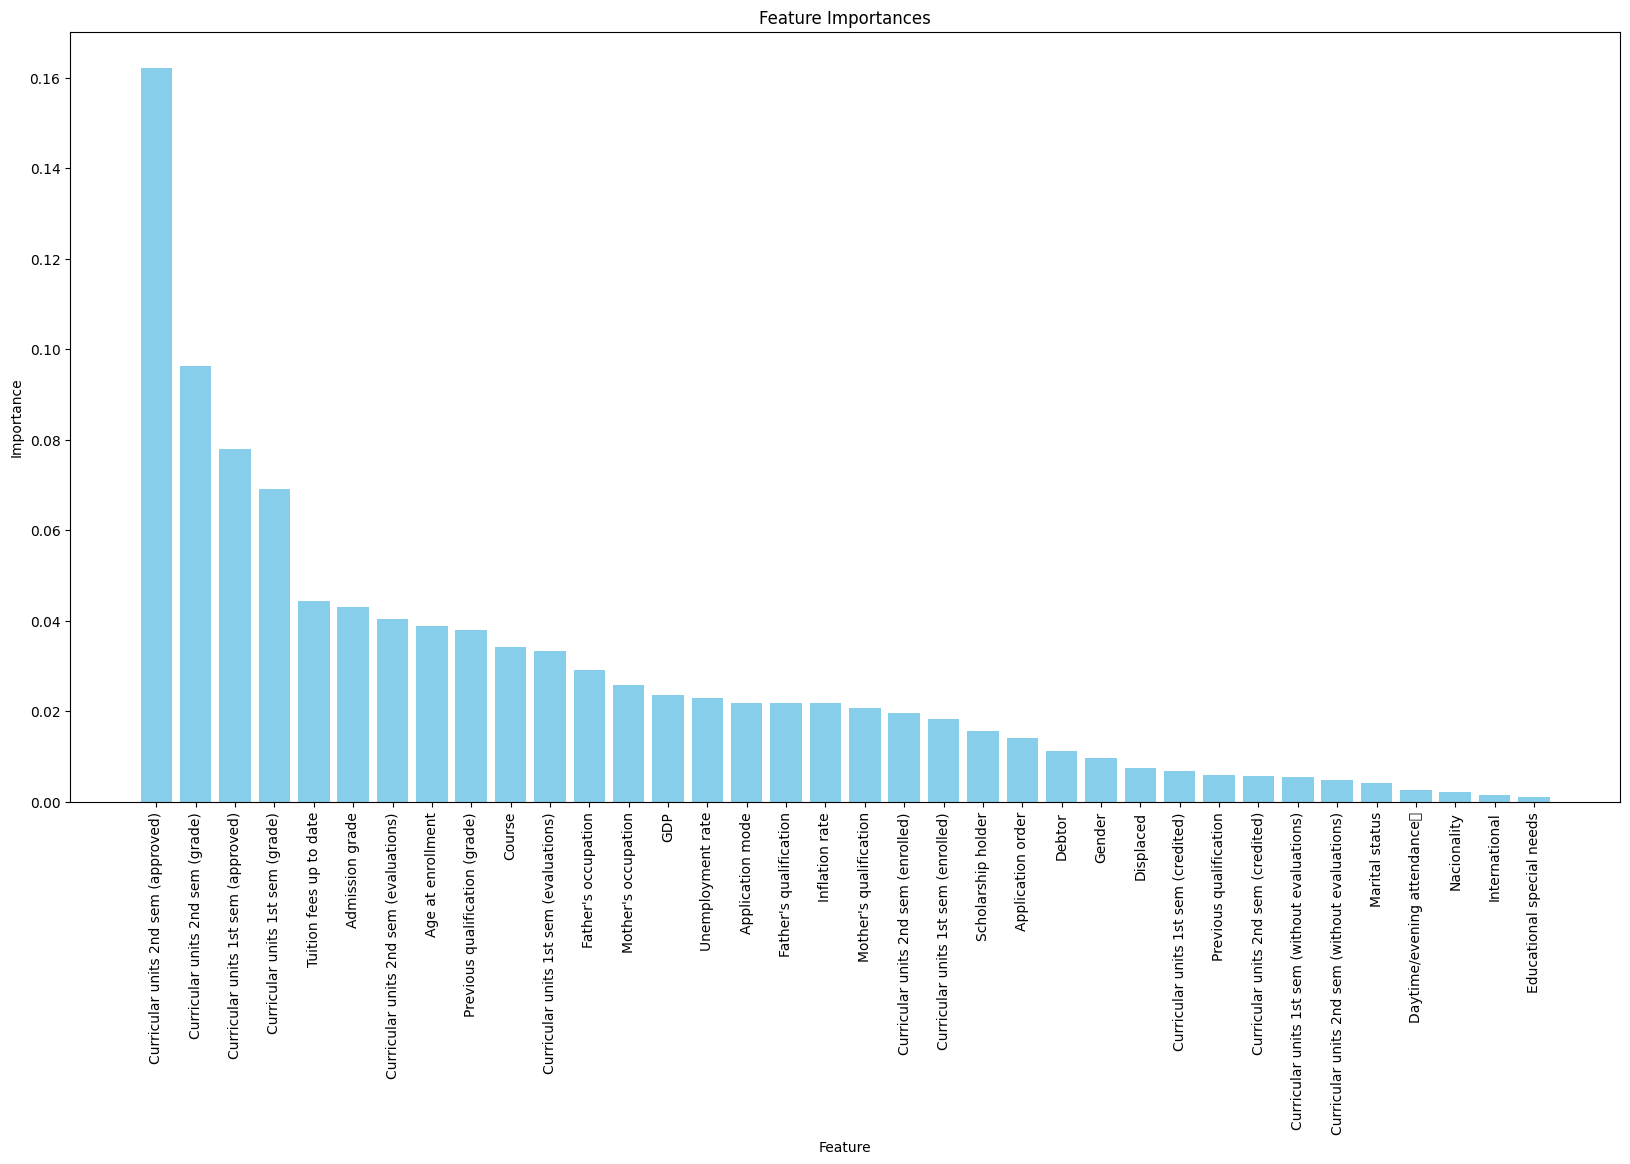 Feature Importances
Importance
0.16
0.14
0.12
0.10
0.08
0.06
0.04
0.02
0.00
Curricular units 2nd sem (approved)
Curricular units 2nd sem (grade)
Curricular units 1st sem (approved)
Curricular units 1st sem (grade)
Tuition fees up to date
Admission grade
Curricular units 2nd sem (evaluations)
Age at enrollment
Previous qualification (grade)
Course
Curricular units 1st sem (evaluations)
Father's occupation
Mother's occupation
GDP
Unemployment rate
Application mode
Father's qualification
Inflation rate
Mother's qualification
Curricular units 2nd sem (enrolled)
Curricular units 1st sem (enrolled)
Scholarship holder
Application order
Debtor
Gender
Displaced
Curricular units 1st sem (credited)
Previous qualification
Curricular units 2nd sem (credited)
Curricular units 1st sem (without evaluations)
Curricular units 2nd sem (without evaluations)
Marital status
Daytime/evening attendance▯
Nacionality
International
Educational special needs
Feature